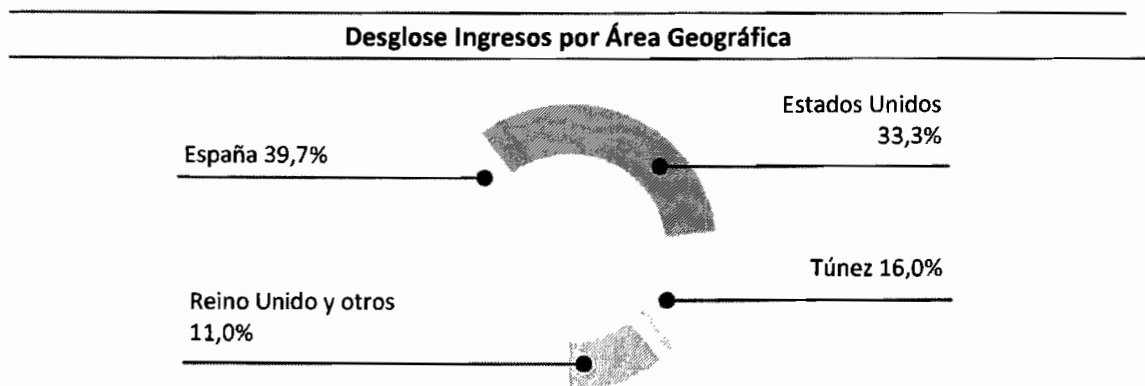 Desglose Ingresos por Área Geográfica
Estados Unidos
33,3%
España 39,7%
Túnez 16,0%
Reino Unido y otros
11,0%